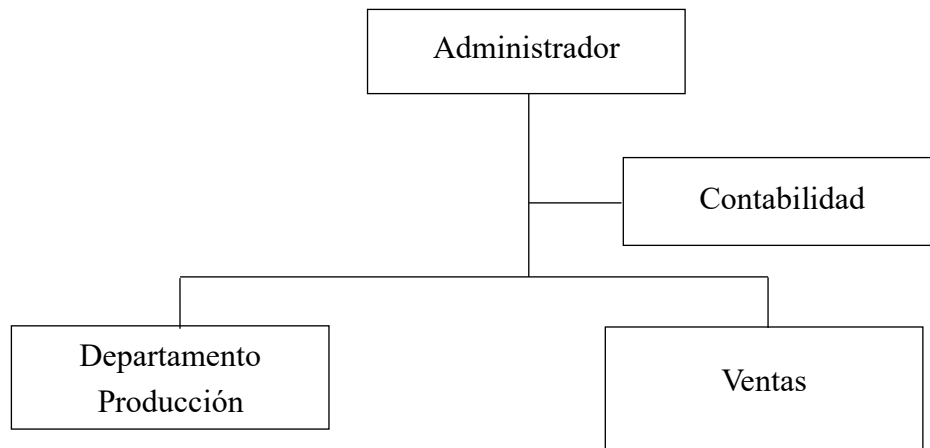 Administrador
Contabilidad
Departamento
Producción
Ventas